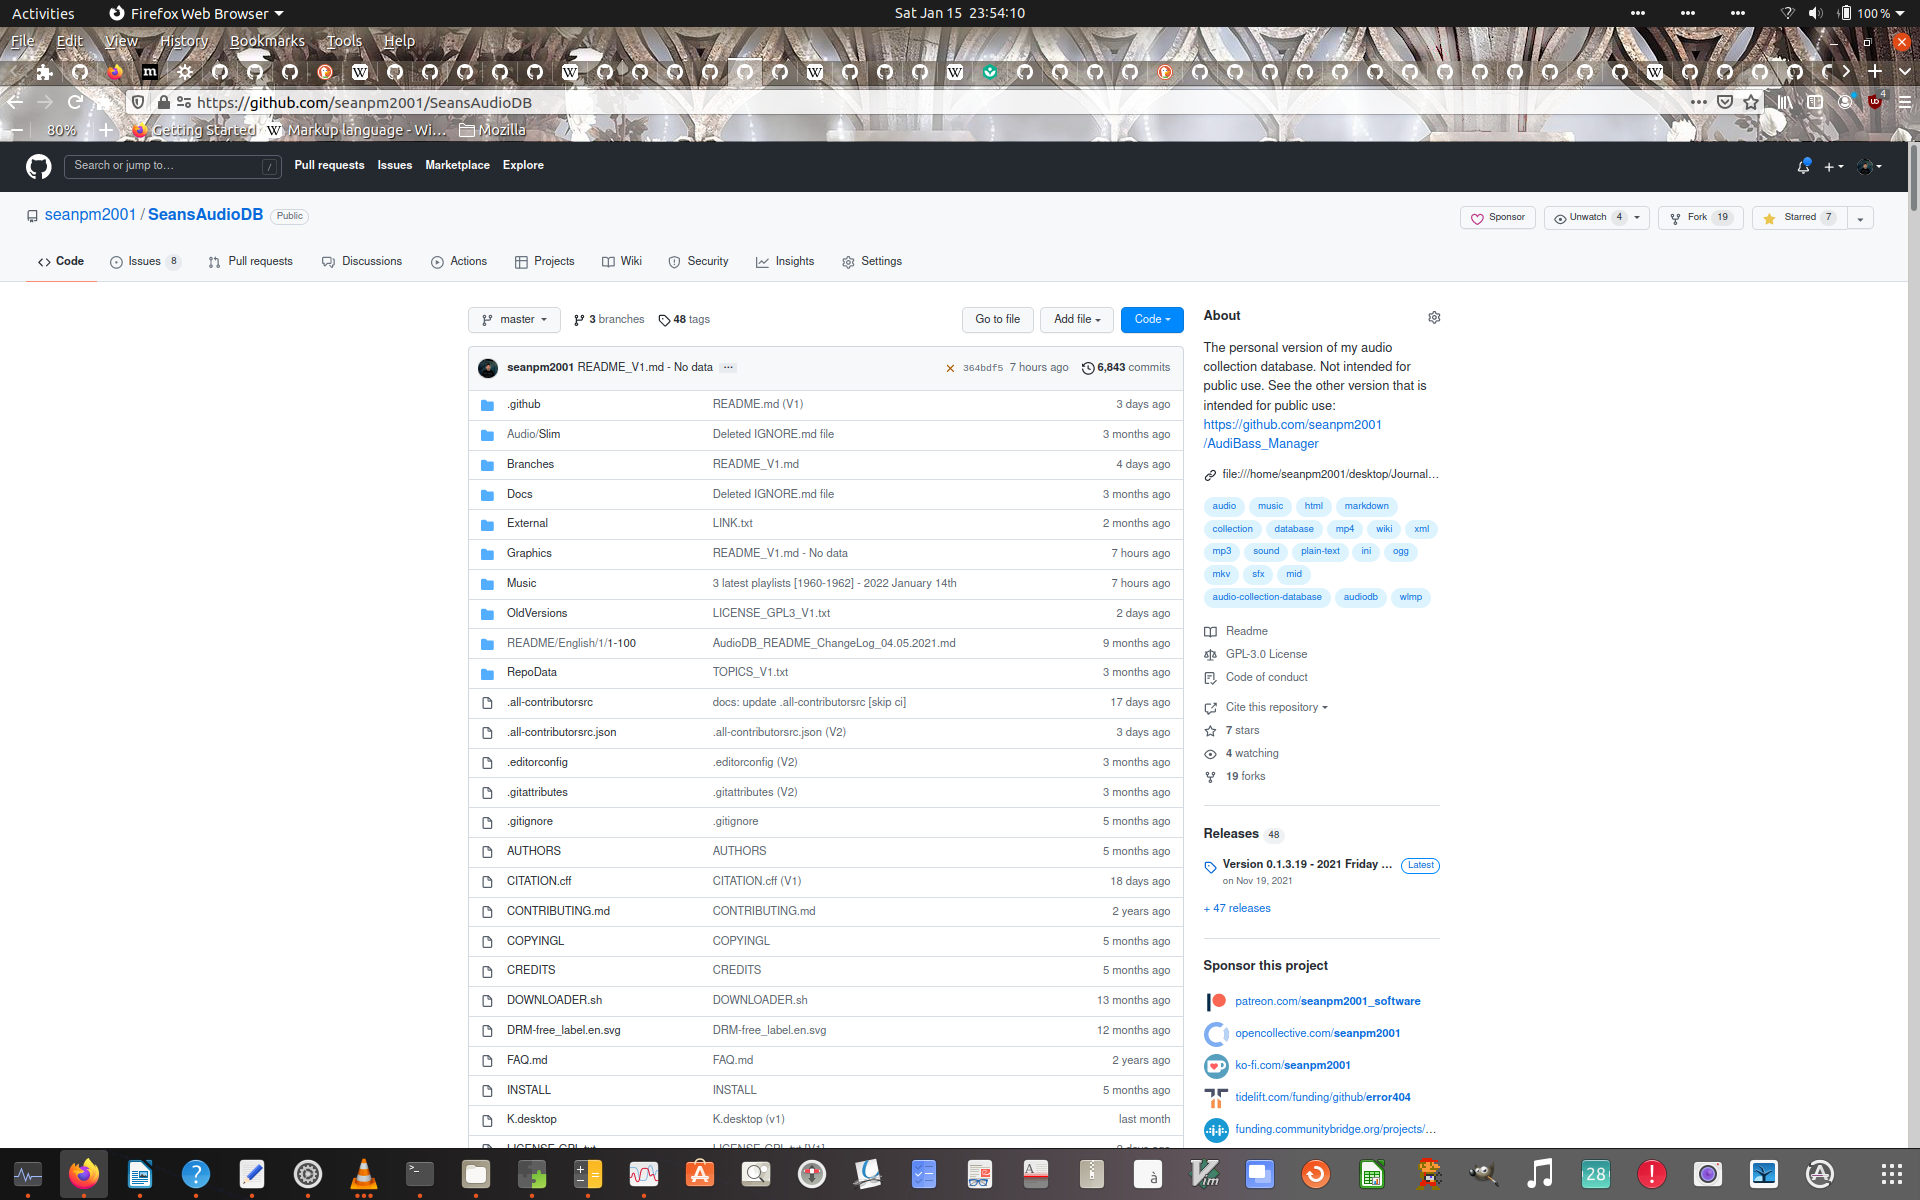 Activities Firefox Web Browser Sat Jan 15 23:54:10 100 %
File Edit View History Bookmarks Tools Help
https://github.com/seanpm2001/SeansAudioDB
80% Getting Started Markup language - Wi… Mozilla
Search or jump to… / Pull requests Issues Marketplace Explore
seanpm2001 / SeansAudioDB Public Sponsor Unwatch 4 Fork 19 Starred 7
Code Issues 8 Pull requests Discussions Actions Projects Wiki Security Insights Settings
master 3 branches 48 tags Go to file Add file Code
seanpm2001 README_V1.md - No data … 364bdf5 7 hours ago 6,843 commits
.github README.md (V1) 3 days ago
Audio/Slim Deleted IGNORE.md file 3 months ago
Branches README_V1.md 4 days ago
Docs Deleted IGNORE.md file 3 months ago
External LINK.txt 2 months ago
Graphics README_V1.md - No data 7 hours ago
Music 3 latest playlists [1960-1962] - 2022 January 14th 7 hours ago
OldVersions LICENSE_GPL3_V1.txt 2 days ago
README/English/1/1-100 AudioDB_README_ChangeLog_04.05.2021.md 9 months ago
RepoData TOPICS_V1.txt 3 months ago
.all-contributorsrc docs: update .all-contributorsrc [skip ci] 17 days ago
.all-contributorsrc.json .all-contributorsrc.json (V2) 3 days ago
.editorconfig .editorconfig (V2) 3 months ago
.gitattributes .gitattributes (V2) 3 months ago
.gitignore .gitignore 5 months ago
AUTHORS AUTHORS 5 months ago
CITATION.cff CITATION.cff (V1) 18 days ago
CONTRIBUTING.md CONTRIBUTING.md 2 years ago
COPYINGL COPYINGL 5 months ago
CREDITS CREDITS 5 months ago
DOWNLOADER.sh DOWNLOADER.sh 13 months ago
DRM-free_label.en.svg DRM-free_label.en.svg 12 months ago
FAQ.md FAQ.md 2 years ago
INSTALL INSTALL 5 months ago
K.desktop K.desktop (v1) last month
About
The personal version of my audio
collection database. Not intended for
public use. See the other version that is
intended for public use:
https://github.com/seanpm2001
/AudiBass_Manager
file:///home/seanpm2001/desktop/Journal…
audio music html markdown
collection database mp4 wiki xml
mp3 sound plain-text ini ogg
mkv sfx mid
audio-collection-database audiodb wlmp
Readme
GPL-3.0 License
Code of conduct
Cite this repository
7 stars
4 watching
19 forks
Releases 48
Version 0.1.3.19 - 2021 Friday … Latest
on Nov 19, 2021
+ 47 releases
Sponsor this project
patreon.com/seanpm2001_software
opencollective.com/seanpm2001
ko-fi.com/seanpm2001
tidelift.com/funding/github/error404
funding.communitybridge.org/projects/…
28